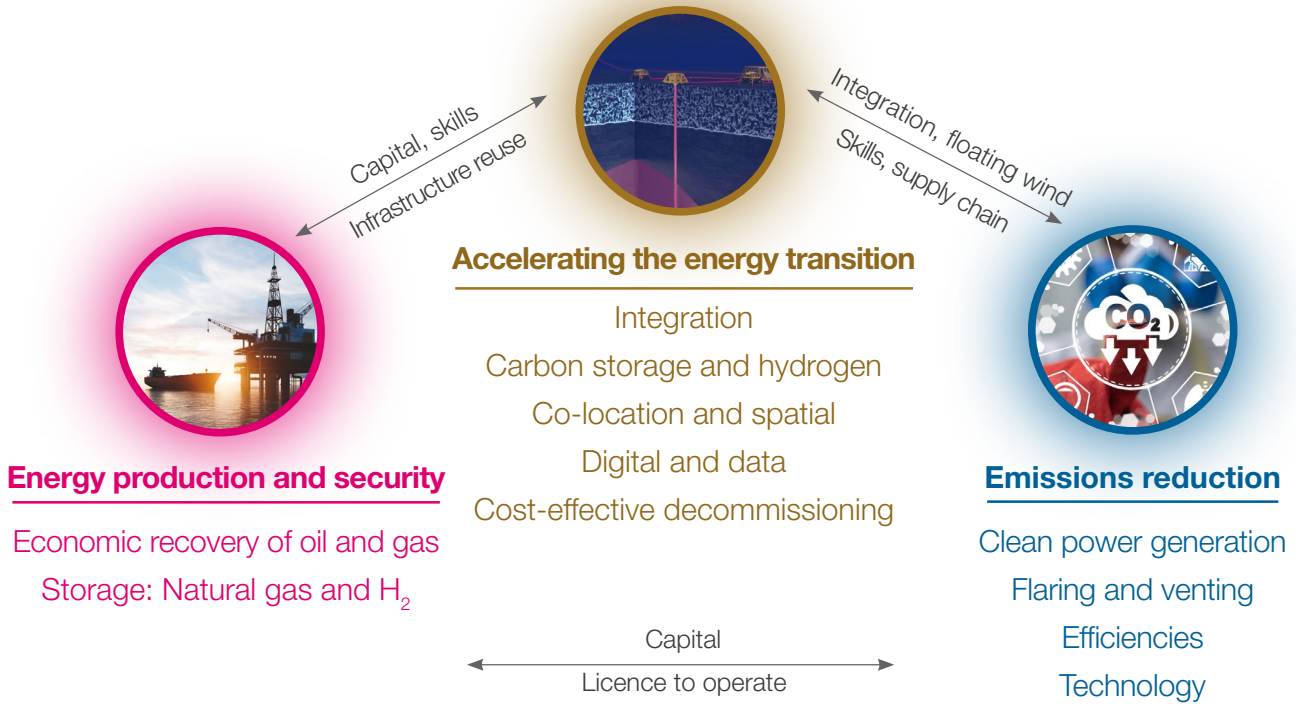 Capital, skills
Infrastructure reuse
Integration, floating wind
Skills, supply chain
Accelerating the energy transition
Integration
Carbon storage and hydrogen
Co-location and spatial
Digital and data
Cost-effective decommissioning
Energy production and security
Economic recovery of oil and gas
Storage: Natural gas and H₂
CO₂
Emissions reduction
Clean power generation
Flaring and venting
Efficiencies
Technology
Capital
Licence to operate